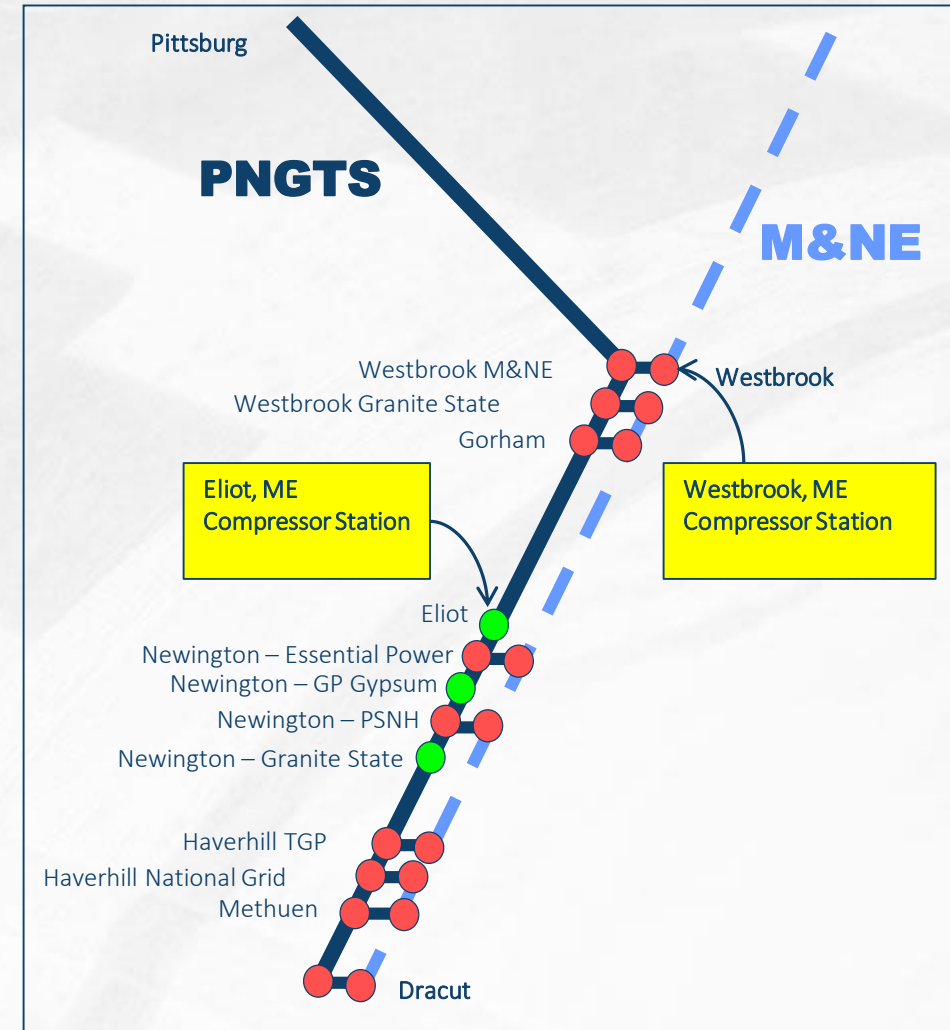 Pittsburg
PNGTS
M&NE
Westbrook M&NE
Westbrook
Westbrook Granite State
Gorham
Eliot, ME
Compressor Station
Westbrook, ME
Compressor Station
Eliot
Newington – Essential Power
Newington – GP Gypsum
Newington – PSNH
Newington – Granite State
Haverhill TGP
Haverhill National Grid
Methuen
Dracut